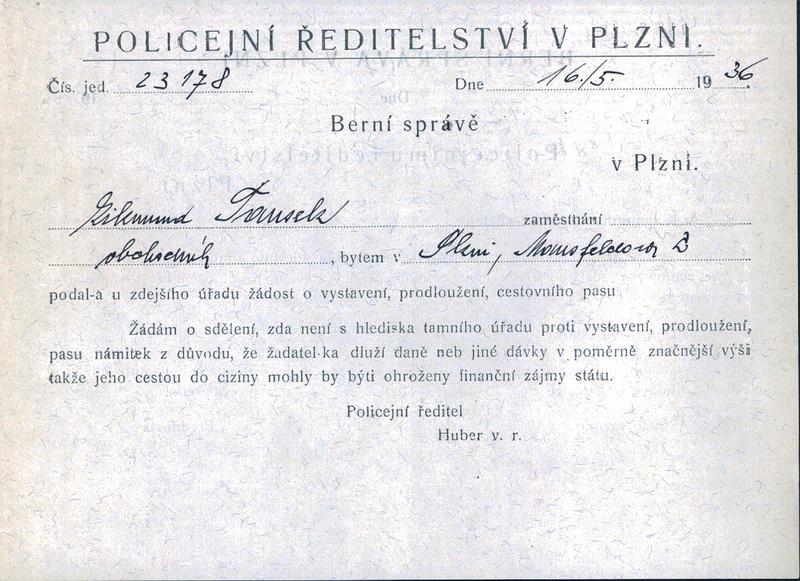 POLICEJNÍ ŘEDITELSTVÍ V PLZNI.
Čís. jed. 23178 Dne 16./5. 1936.
Berní správě
v Plzni.
Tausek zaměstnání
obchodník, bytem v Plzni, 2
podal-a u zdejšího úřadu žádost o vystavení, prodloužení, cestovního pasu
Žádám o sdělení, zda není s hlediska tamního úřadu proti vystavení, prodloužení,
pasu námitek z důvodu, že žadatel-ka dluží daně neb jiné dávky v poměrně značnější výši
takže jeho cestou do ciziny mohly by býti ohroženy finanční zájmy státu.
Policejní ředitel
Huber v. r.